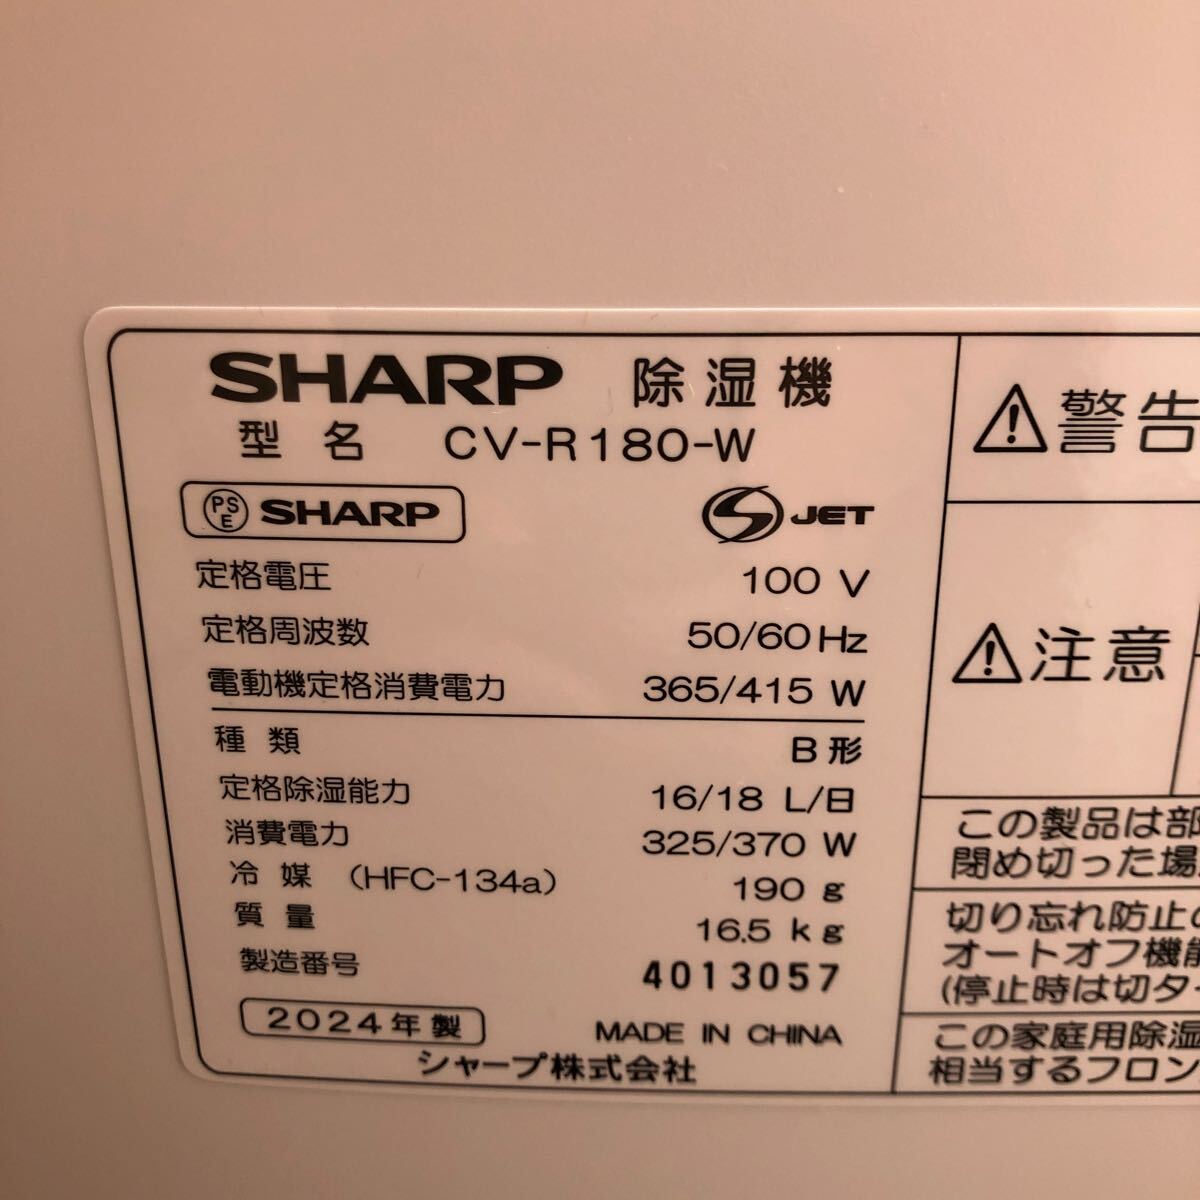 SHARP 除湿機
型名 CV-R180-W
PSE SHARP
S JET
定格電圧 100 V
定格周波数 50/60 Hz
電動機定格消費電力 365/415 W
種類 B形
定格除湿能力 16/18 L/日
消費電力 325/370 W
冷媒 (HFC-134a) 190 g
質量 16.5 kg
製造番号 4013057
2024年製 MADE IN CHINA
シャープ株式会社
警告
注意
この製品は部
閉め切った場
切り忘れ防止の
オートオフ機能
(停止時は切タイ
この家庭用除湿
相当するフロン